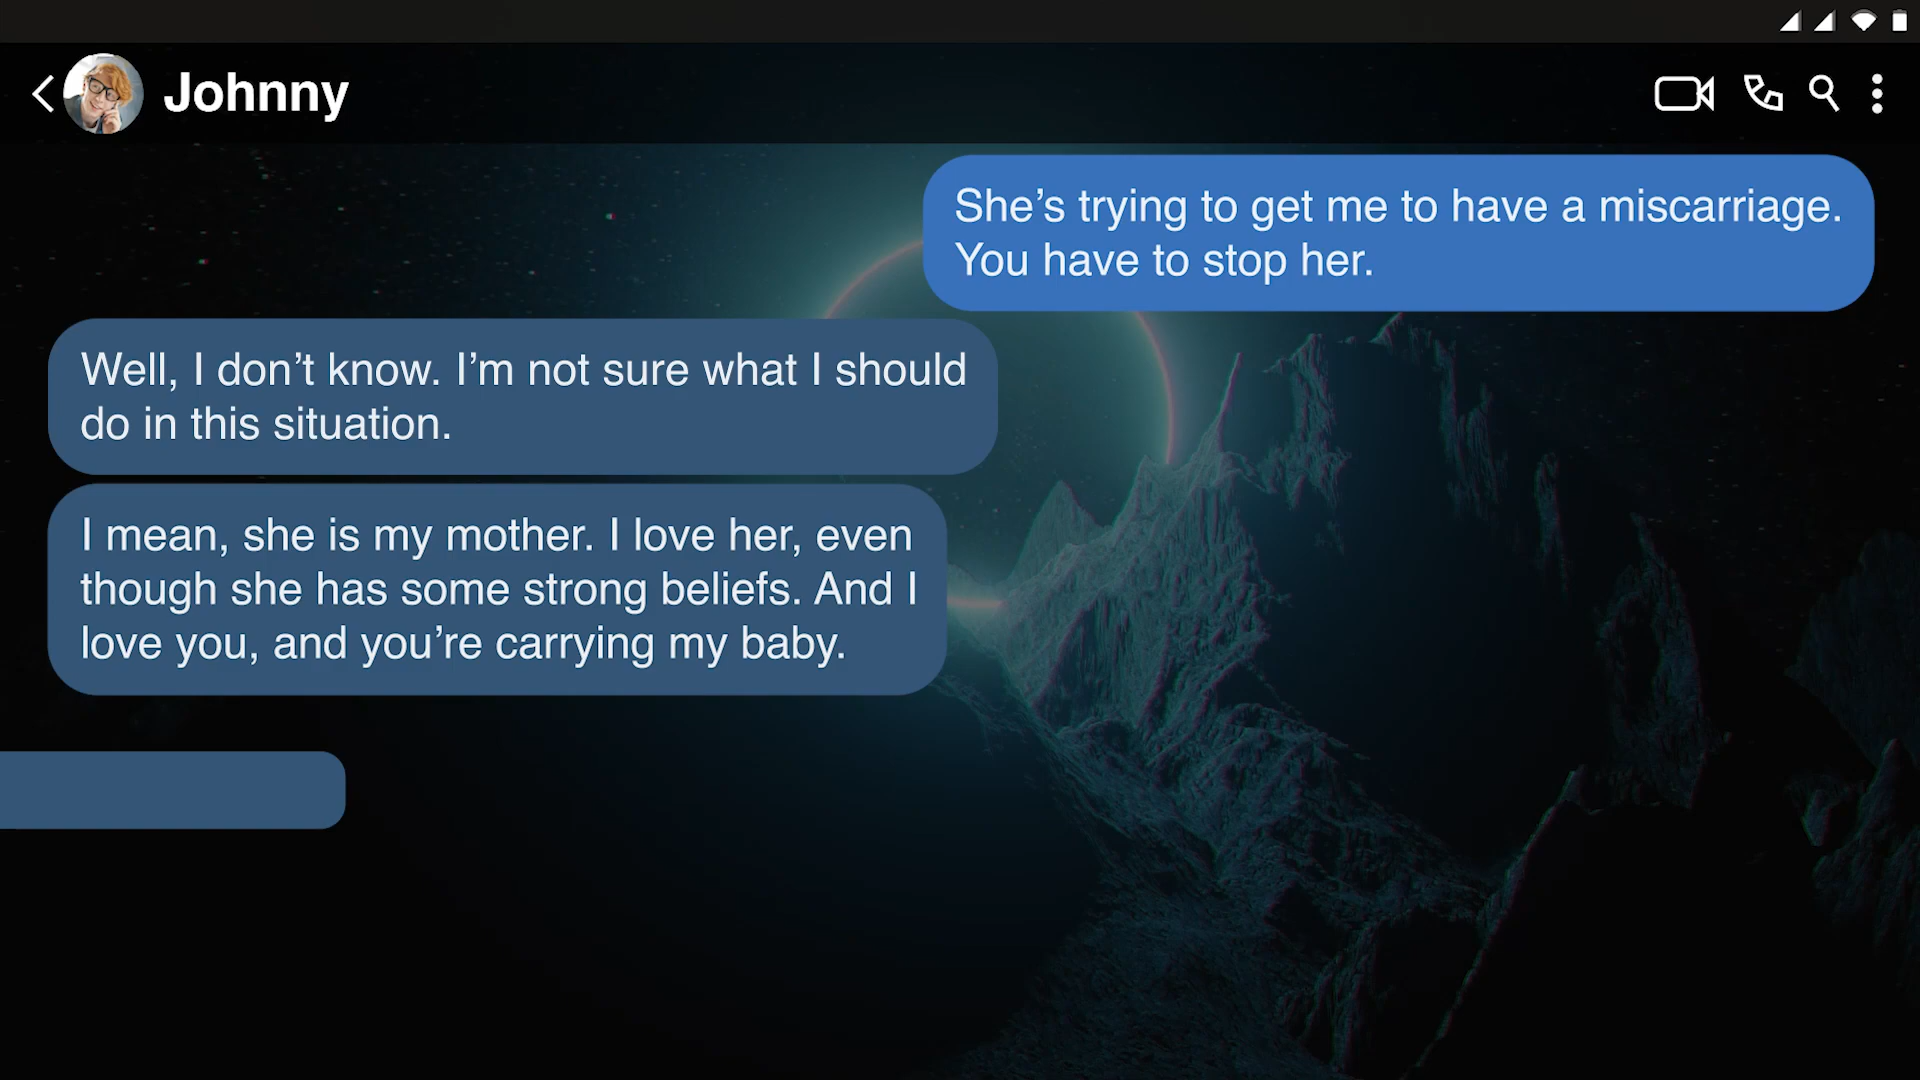 Johnny
She’s trying to get me to have a miscarriage.
You have to stop her.
Well, I don’t know. I’m not sure what I should
do in this situation.
I mean, she is my mother. I love her, even
though she has some strong beliefs. And I
love you, and you’re carrying my baby.